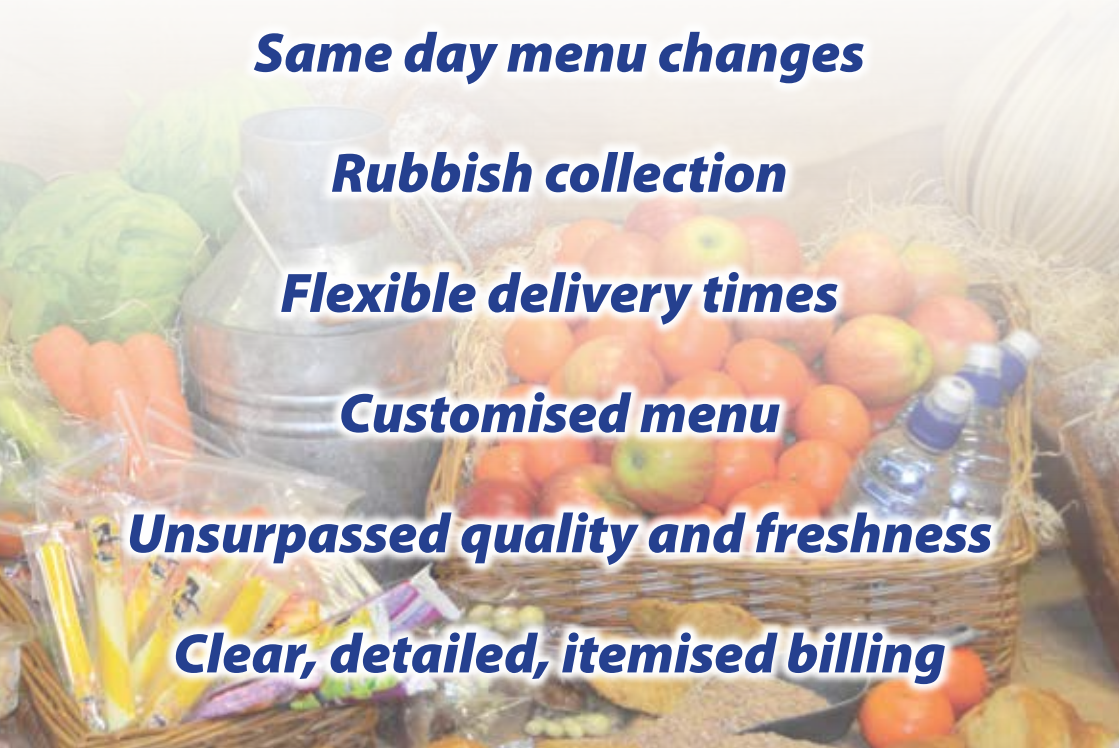 Same day menu changes
Rubbish collection
Flexible delivery times
Customised menu
Unsurpassed quality and freshness
Clear, detailed, itemised billing